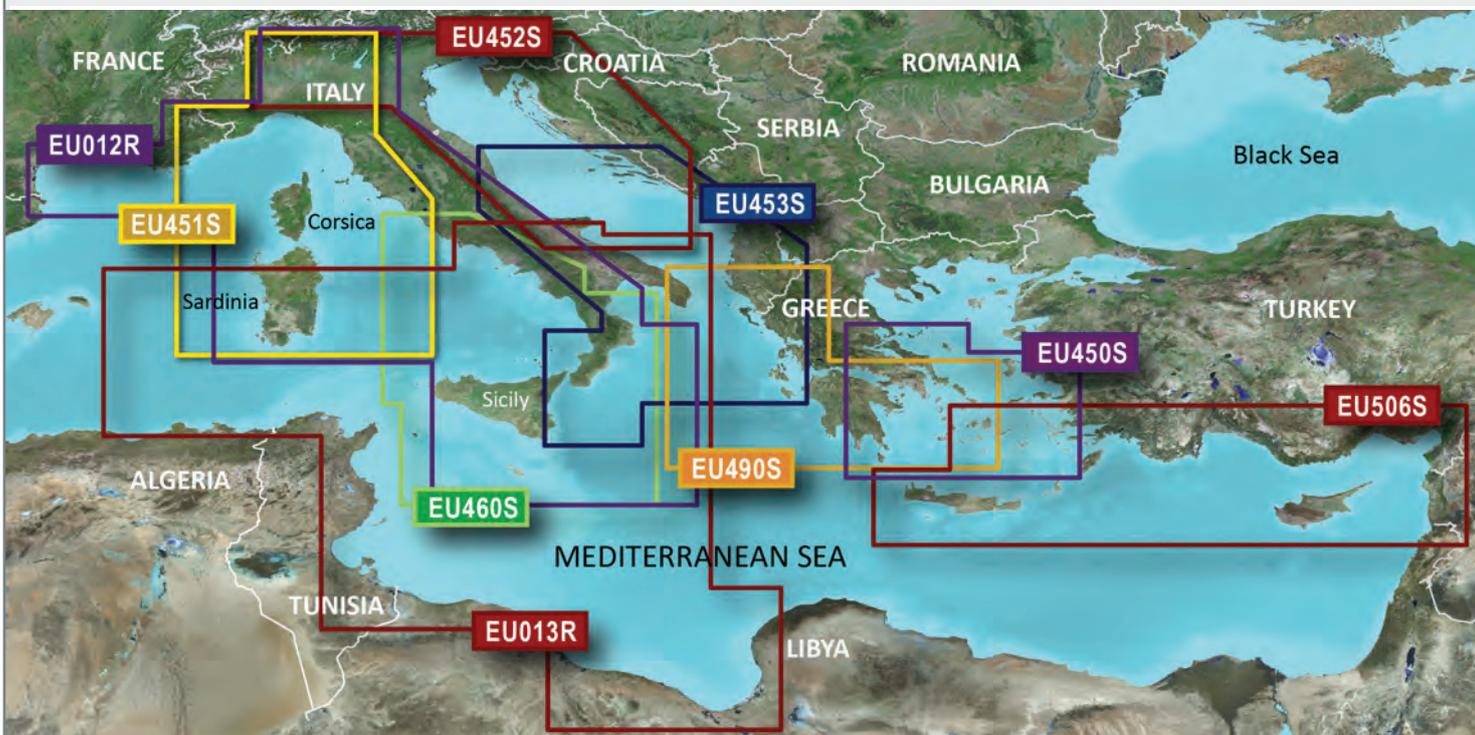 EU452S
FRANCE
CROATIA
ROMANIA
ITALY
SERBIA
EU012R
Black Sea
BULGARIA
EU453S
EU451S
Corsica
Sardinia
GREECE
TURKEY
EU450S
Sicily
EU506S
ALGERIA
EU490S
EU460S
MEDITERRANEAN SEA
TUNISIA
EU013R
LIBYA